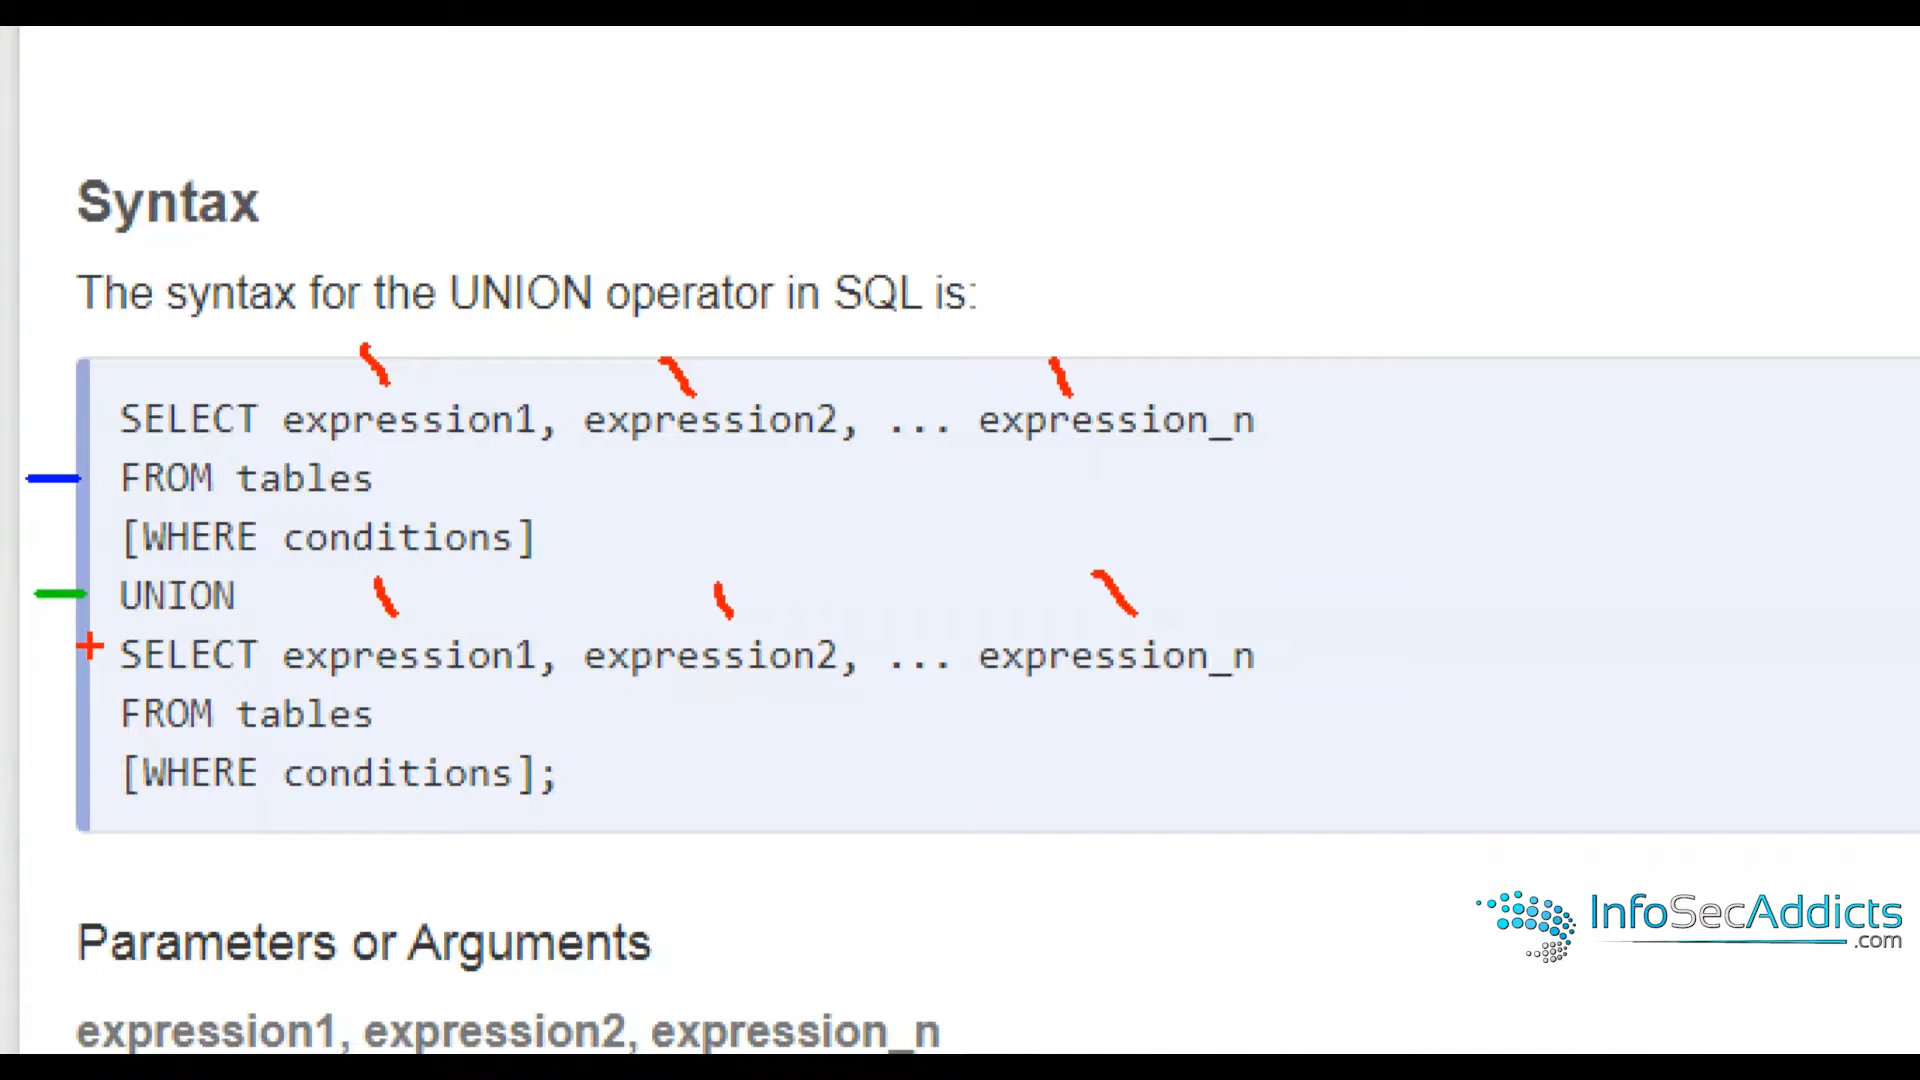 Syntax
The syntax for the UNION operator in SQL is:
SELECT expression1, expression2, ... expression_n
FROM tables
[WHERE conditions]
UNION
SELECT expression1, expression2, ... expression_n
FROM tables
[WHERE conditions];
Parameters or Arguments
InfoSecAddicts
.com
expression1, expression2, expression_n